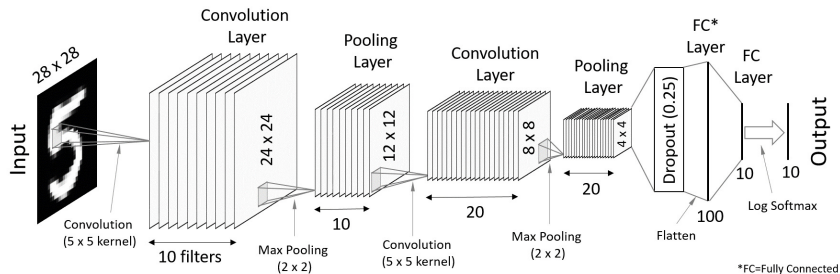 Input
28 x 28
Convolution
(5 x 5 kernel)
Convolution
Layer
24 x 24
10 filters
Max Pooling
(2 x 2)
Pooling
Layer
12 x 12
10
Convolution
(5 x 5 kernel)
Convolution
Layer
8 x 8
20
Max Pooling
(2 x 2)
Pooling
Layer
4 x 4
20
Dropout (0.25)
Flatten
FC*
Layer
100
FC
Layer
10
Log Softmax
10
Output
*FC=Fully Connected
5